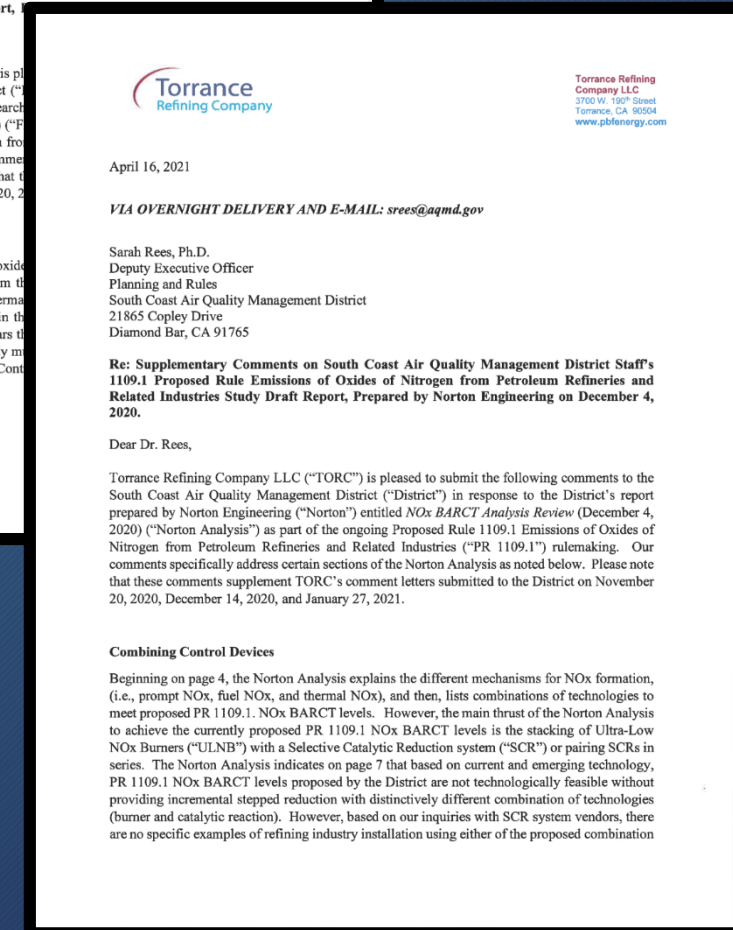 Torrance
Refining Company
Torrance Refining
Company LLC
3700 W. 190th Street
Torrance, CA 90504
www.pbfenergy.com
April 16, 2021
VIA OVERNIGHT DELIVERY AND E-MAIL: srees@aqmd.gov
Sarah Rees, Ph.D.
Deputy Executive Officer
Planning and Rules
South Coast Air Quality Management District
21865 Copley Drive
Diamond Bar, CA 91765
Re: Supplementary Comments on South Coast Air Quality Management District Staff's
1109.1 Proposed Rule Emissions of Oxides of Nitrogen from Petroleum Refineries and
Related Industries Study Draft Report, Prepared by Norton Engineering on December 4,
2020.
Dear Dr. Rees,
Torrance Refining Company LLC ("TORC") is pleased to submit the following comments to the
South Coast Air Quality Management District ("District") in response to the District's report
prepared by Norton Engineering ("Norton") entitled NOx BARCT Analysis Review (December 4,
2020) ("Norton Analysis") as part of the ongoing Proposed Rule 1109.1 Emissions of Oxides of
Nitrogen from Petroleum Refineries and Related Industries ("PR 1109.1") rulemaking. Our
comments specifically address certain sections of the Norton Analysis as noted below. Please note
that these comments supplement TORC's comment letters submitted to the District on November
20, 2020, December 14, 2020, and January 27, 2021.
Combining Control Devices
Beginning on page 4, the Norton Analysis explains the different mechanisms for NOx formation,
(i.e., prompt NOx, fuel NOx, and thermal NOx), and then, lists combinations of technologies to
meet proposed PR 1109.1. NOx BARCT levels. However, the main thrust of the Norton Analysis
to achieve the currently proposed PR 1109.1 NOx BARCT levels is the stacking of Ultra-Low
NOx Burners ("ULNB") with a Selective Catalytic Reduction system ("SCR") or pairing SCRs in
series. The Norton Analysis indicates on page 7 that based on current and emerging technology,
PR 1109.1 NOx BARCT levels proposed by the District are not technologically feasible without
providing incremental stepped reduction with distinctively different combination of technologies
(burner and catalytic reaction). However, based on our inquiries with SCR system vendors, there
are no specific examples of refining industry installation using either of the proposed combination